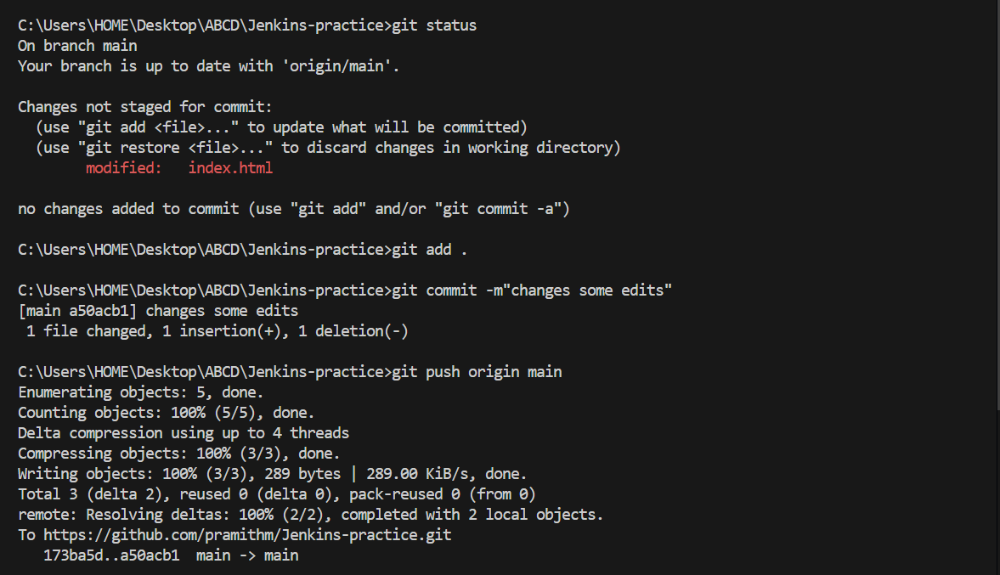 C:\Users\HOME\Desktop\ABCD\Jenkins-practice>git status
On branch main
Your branch is up to date with 'origin/main'.
Changes not staged for commit:
  (use "git add <file>..." to update what will be committed)
  (use "git restore <file>..." to discard changes in working directory)
        modified:   index.html
no changes added to commit (use "git add" and/or "git commit -a")
C:\Users\HOME\Desktop\ABCD\Jenkins-practice>git add .
C:\Users\HOME\Desktop\ABCD\Jenkins-practice>git commit -m"changes some edits"
[main a50acb1] changes some edits
 1 file changed, 1 insertion(+), 1 deletion(-)
C:\Users\HOME\Desktop\ABCD\Jenkins-practice>git push origin main
Enumerating objects: 5, done.
Counting objects: 100% (5/5), done.
Delta compression using up to 4 threads
Compressing objects: 100% (3/3), done.
Writing objects: 100% (3/3), 289 bytes | 289.00 KiB/s, done.
Total 3 (delta 2), reused 0 (delta 0), pack-reused 0 (from 0)
remote: Resolving deltas: 100% (2/2), completed with 2 local objects.
To https://github.com/pramithm/Jenkins-practice.git
   173ba5d..a50acb1  main -> main